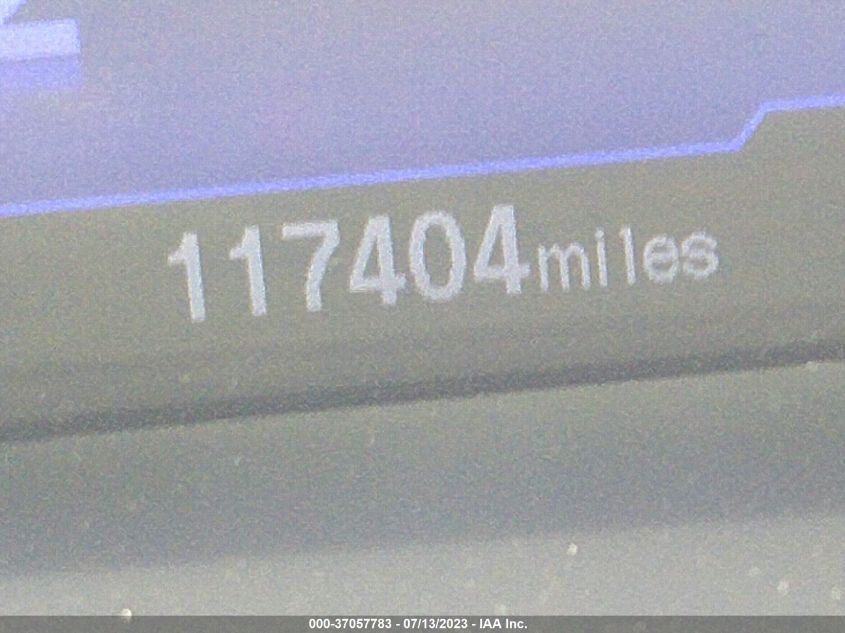 117404miles
000-37057783 - 07/13/2023 - IAA Inc.